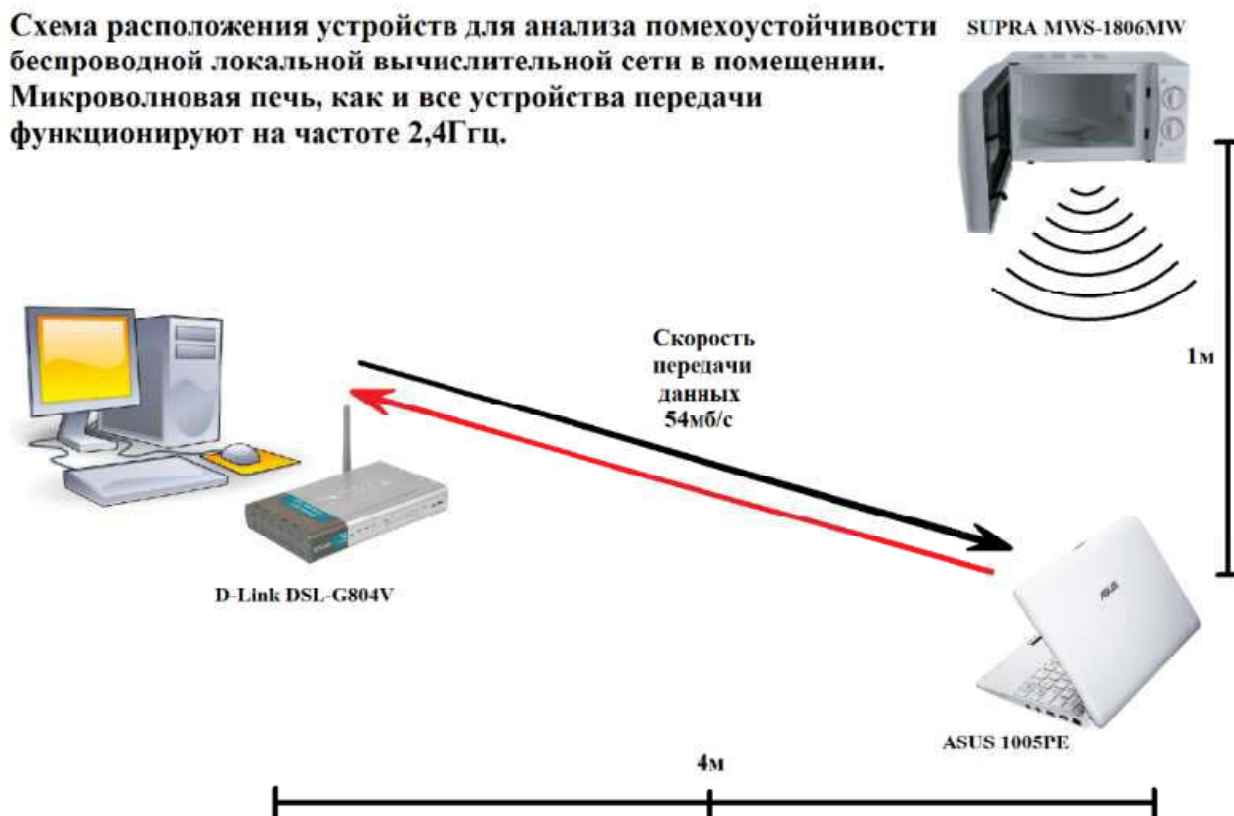 Схема расположения устройств для анализа помехоустойчивости
беспроводной локальной вычислительной сети в помещении.
Микроволновая печь, как и все устройства передачи
функционируют на частоте 2,4Ггц.
SUPRA MWS-1806MW
Скорость
передачи
данных
54мб/с
1м
D-Link DSL-G804V
ASUS
ASUS 1005PE
4м